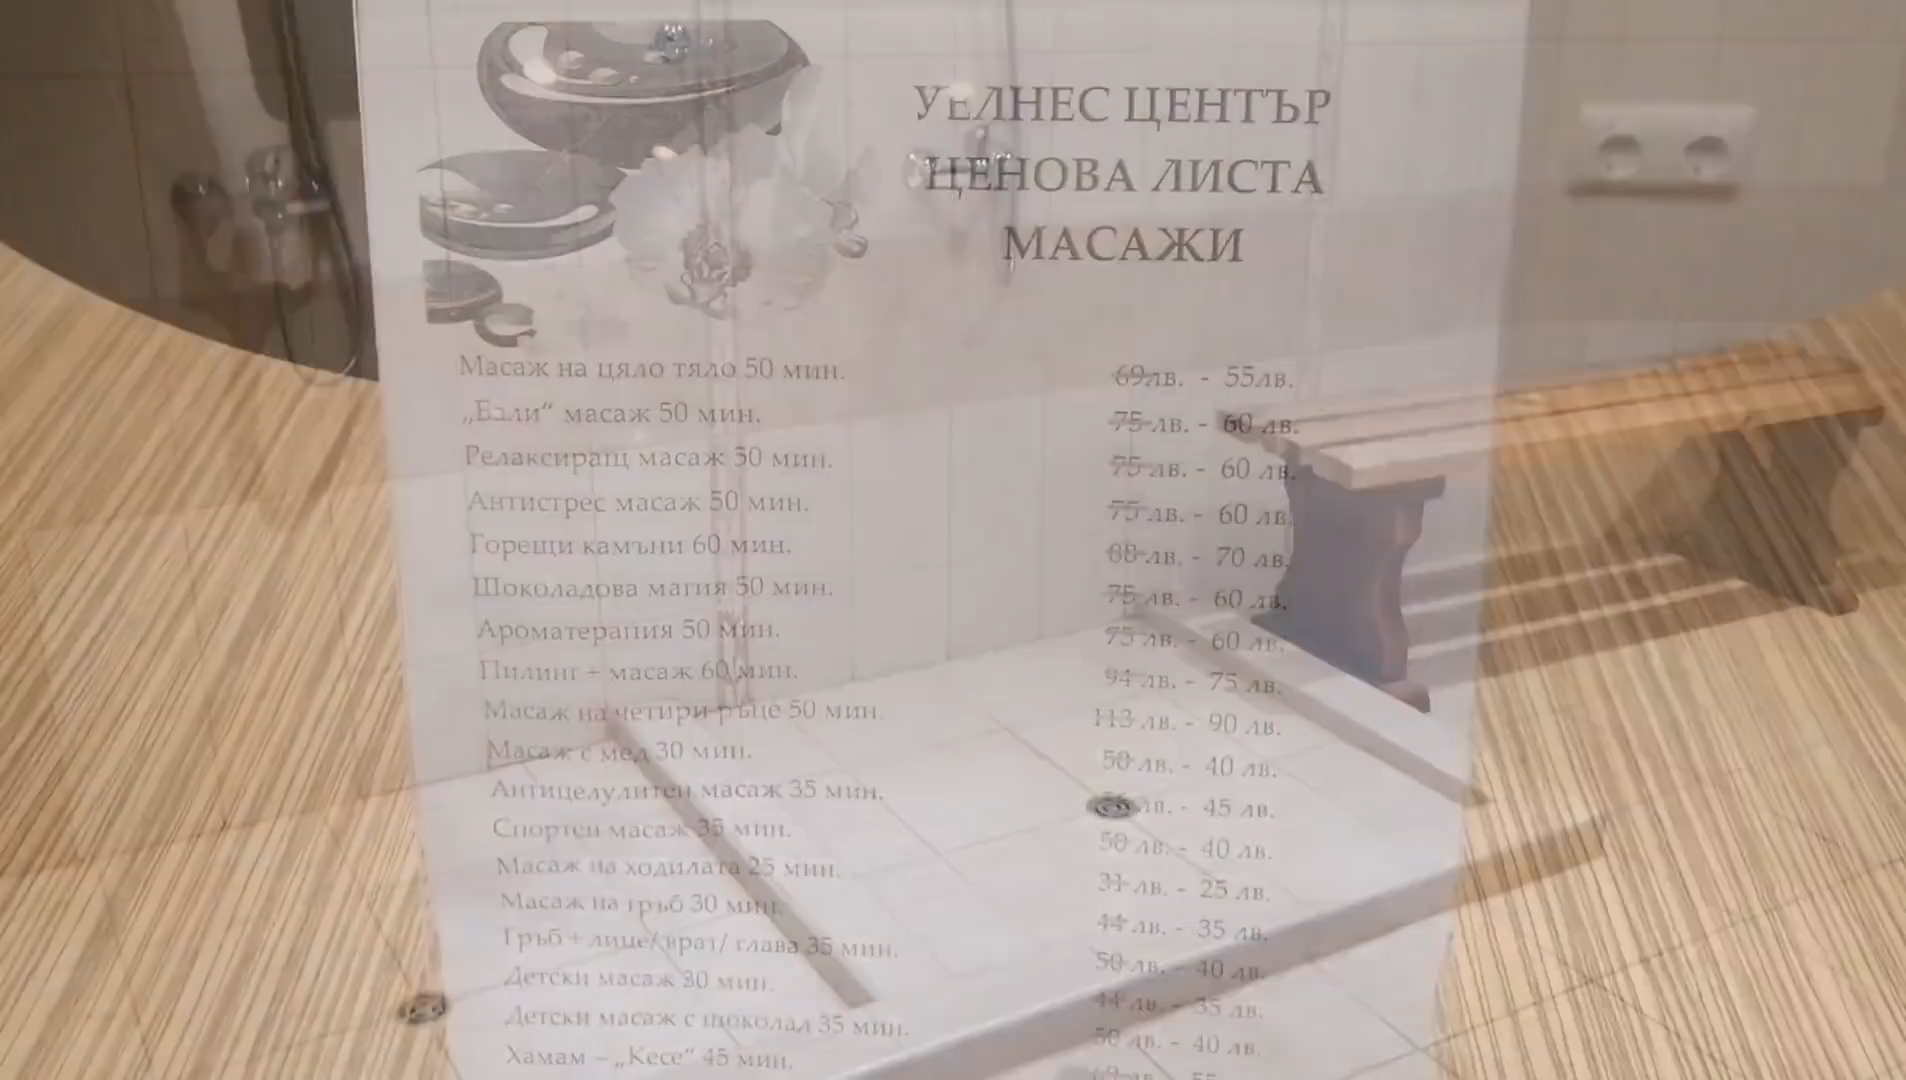 УЕЛНЕС ЦЕНТЪР
ЦЕНОВА ЛИСТА
МАСАЖИ
Масаж на цяло тяло 50 мин. 69лв. - 55лв.
„Бали“ масаж 50 мин. 75 лв. - 60 лв.
Релаксиращ масаж 50 мин. 75 лв. - 60 лв.
Антистрес масаж 50 мин. 75 лв. - 60 лв.
Горещи камъни 60 мин. 88 лв. - 70 лв.
Шоколадова магия 50 мин. 75 лв. - 60 лв.
Ароматерапия 50 мин. 75 лв. - 60 лв.
Пилинг + масаж 60 мин. 94 лв. - 75 лв.
Масаж на четири ръце 50 мин. 113 лв. - 90 лв.
Масаж с мед 30 мин. 50 лв. - 40 лв.
Антицелулитен масаж 35 мин. лв. - 45 лв.
Спортен масаж 35 мин. 50 лв. - 40 лв.
Масаж на ходилата 25 мин. 31 лв. - 25 лв.
Масаж на гръб 30 мин. 44 лв. - 35 лв.
Гръб + лице/ врат/ глава 35 мин. 50 лв. - 40 лв.
Детски масаж 30 мин. 44 лв. - 35 лв.
Детски масаж с шоколад 35 мин. 50 лв. - 40 лв.
Хамам – „Кесе“ 45 мин.